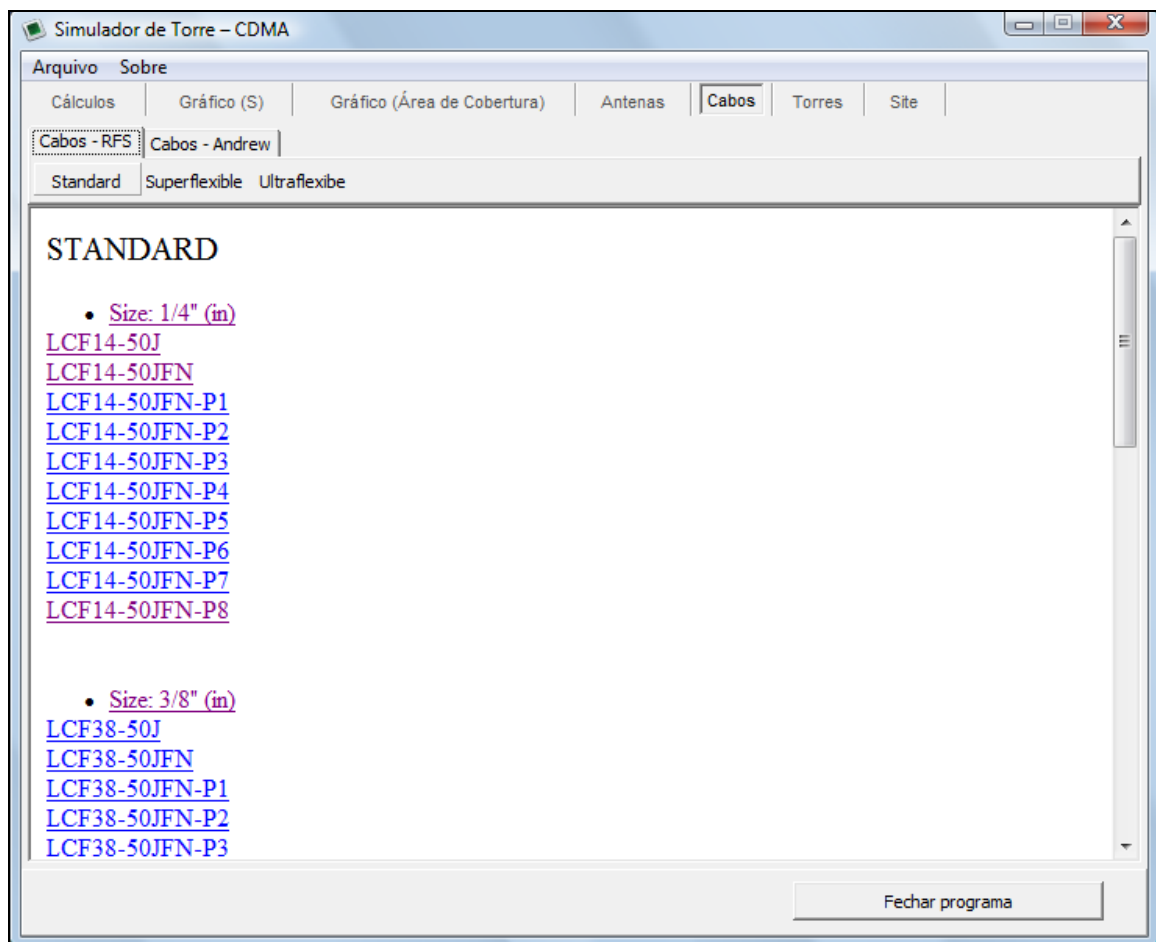 Simulador de Torre – CDMA
Arquivo Sobre
Cálculos Gráfico (S) Gráfico (Área de Cobertura) Antenas Cabos Torres Site
Cabos - RFS Cabos - Andrew
Standard Superflexible Ultraflexibe
STANDARD
• Size: 1/4" (in)
LCF14-50J
LCF14-50JFN
LCF14-50JFN-P1
LCF14-50JFN-P2
LCF14-50JFN-P3
LCF14-50JFN-P4
LCF14-50JFN-P5
LCF14-50JFN-P6
LCF14-50JFN-P7
LCF14-50JFN-P8
• Size: 3/8" (in)
LCF38-50J
LCF38-50JFN
LCF38-50JFN-P1
LCF38-50JFN-P2
LCF38-50JFN-P3
Fechar programa